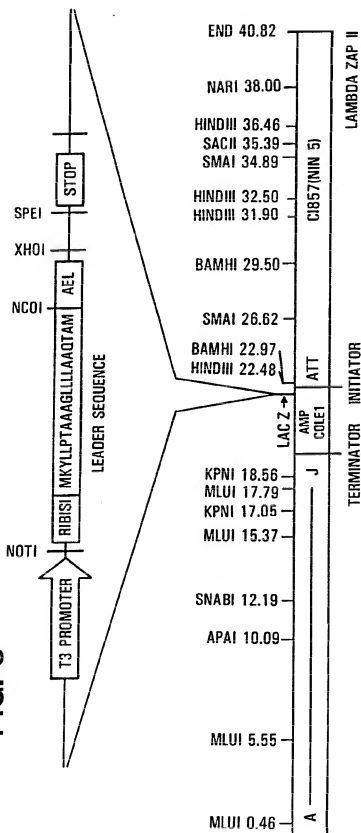 T3 PROMOTER
NOTI
RIBISI
MKYLLPTAAAGLLLLAAQTAM
AEL
STOP
LEADER SEQUENCE
NCOI
XHOI
SPEI
END 40.82
NARI 38.00
HINDIII 36.46
SACII 35.39
SMAI 34.89
HINDIII 32.50
HINDIII 31.90
BAMHI 29.50
SMAI 26.62
BAMHI 22.97
HINDIII 22.48
LAC Z
KPNI 18.56
MLUI 17.79
KPNI 17.05
MLUI 15.37
SNABI 12.19
APAI 10.09
MLUI 5.55
MLUI 0.46
A
J
AMP
COLE1
ATT
CI857(NIN 5)
TERMINATOR
INITIATOR
LAMBDA ZAP II